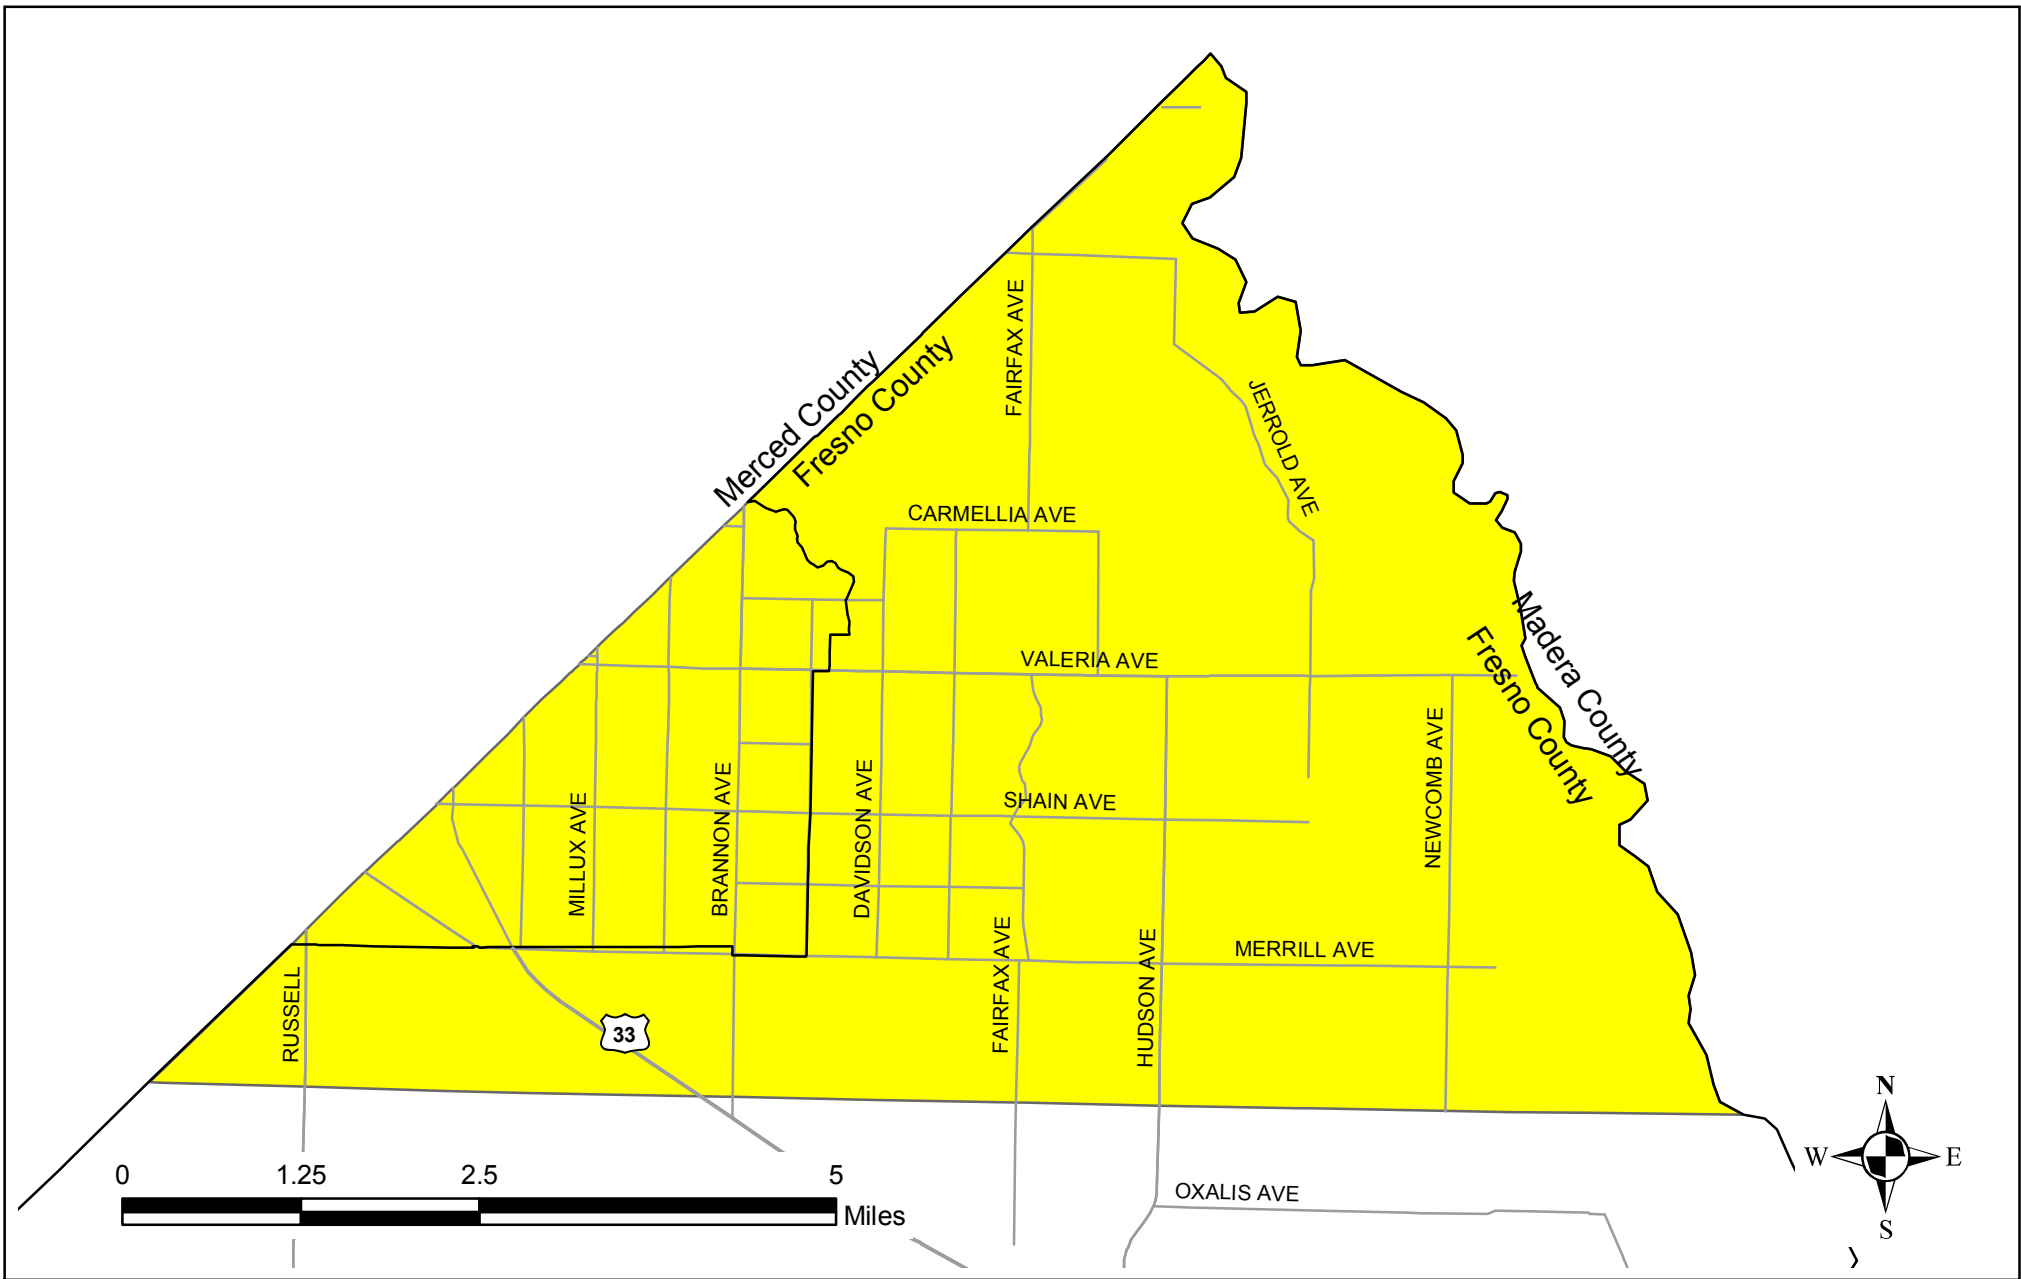 FAIRFAX AVE
JERROLD AVE
Merced County
Fresno County
CARMELLIA AVE
VALERIA AVE
Madera County
Fresno County
NEWCOMB AVE
SHAIN AVE
MILLUX AVE
BRANNON AVE
DAVIDSON AVE
FAIRFAX AVE
HUDSON AVE
MERRILL AVE
RUSSELL
33
N
W
E
S
0 1.25 2.5 5
Miles
OXALIS AVE